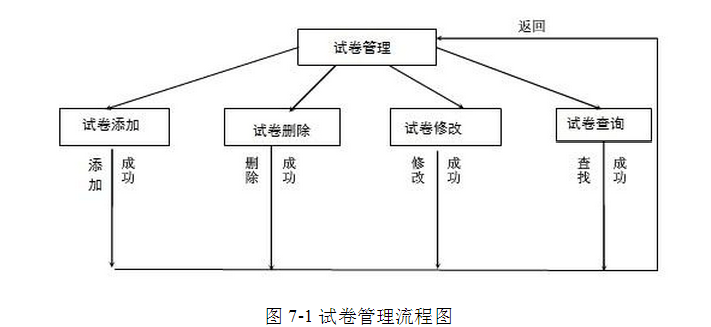 返回
试卷管理
试卷添加
试卷删除
试卷修改
试卷查询
添加
成功
删除
成功
修改
成功
查找
成功
图 7-1 试卷管理流程图